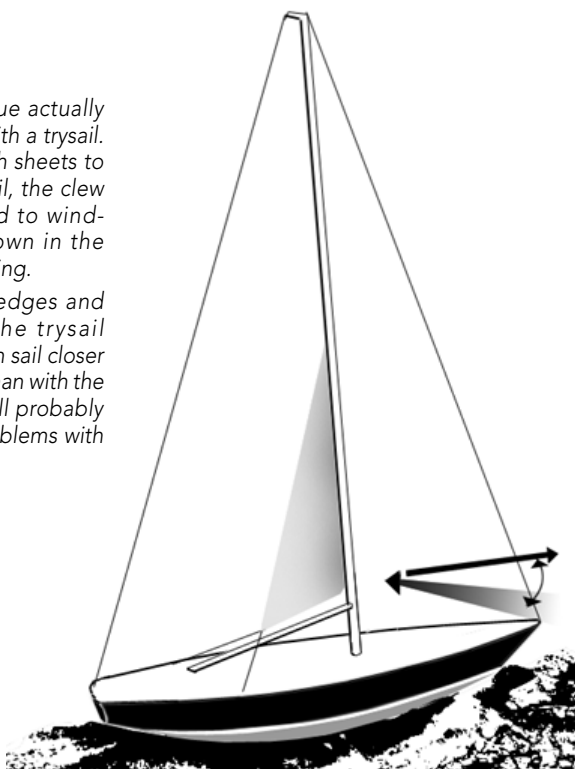 ue actually
th a trysail.
h sheets to
il, the clew
d to wind-
own in the
ing.
edges and
he trysail
n sail closer
an with the
ll probably
blems with